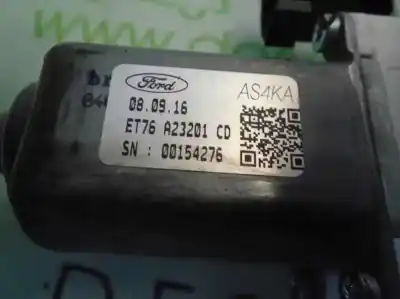 Ford
AS4KA
08.09.16
ET76 A23201 CD
SN : 00154276